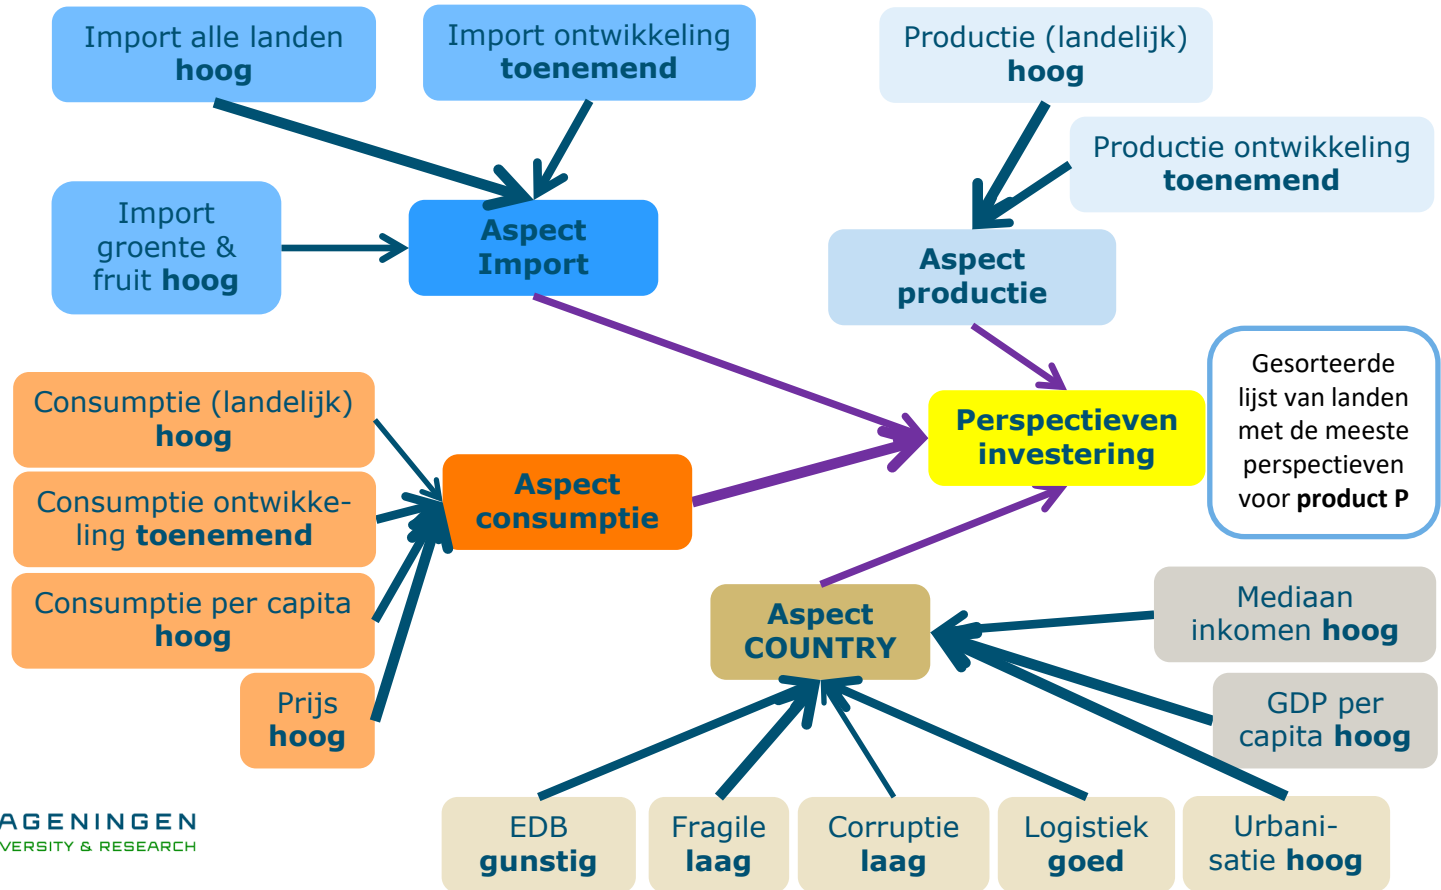 Import alle landen
hoog
Import ontwikkeling
toenemend
Productie (landelijk)
hoog
Productie ontwikkeling
toenemend
Import
groente &
fruit hoog
Aspect
Import
Aspect
productie
Consumptie (landelijk)
hoog
Consumptie ontwikke-
ling toenemend
Consumptie per capita
hoog
Prijs
hoog
Aspect
consumptie
Perspectieven
investering
Gesorteerde
lijst van landen
met de meeste
perspectieven
voor product P
Aspect
COUNTRY
Mediaan
inkomen hoog
GDP per
capita hoog
EDB
gunstig
Fragile
laag
Corruptie
laag
Logistiek
goed
Urbani-
satie hoog
AGENINGEN
VERSITY & RESEARCH